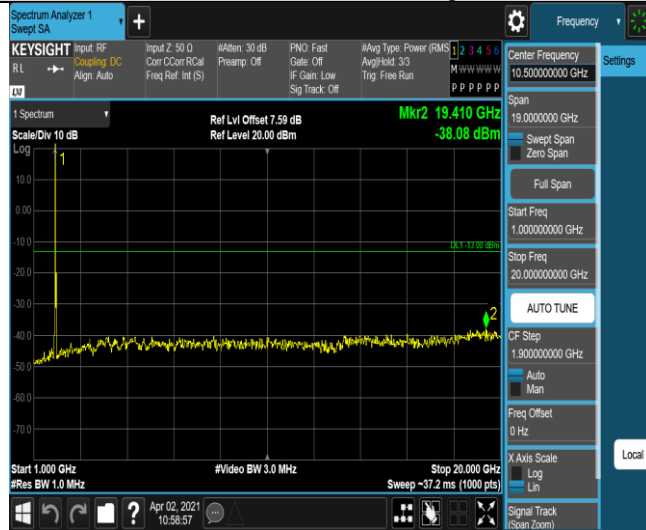 Spectrum Analyzer 1
Swept SA
Frequency
KEYSIGHT
RL
LXI
Input: RF
Coupling: DC
Align: Auto
Input Z: 50 Ω
Corr CCorr RCal
Freq Ref: Int (S)
#Atten: 30 dB
Preamp: Off
PNO: Fast
Gate: Off
IF Gain: Low
Sig Track: Off
#Avg Type: Power (RMS
Avg|Hold: 3/3
Trig: Free Run
1 2 3 4 5 6
M W W W W W
P P P P P P
1 Spectrum
Scale/Div 10 dB
Ref Lvl Offset 7.59 dB
Ref Level 20.00 dBm
Mkr2 19.410 GHz
-38.08 dBm
Log
10.0
0.00
-10.0
-20.0
-30.0
-40.0
-50.0
-60.0
-70.0
1
DL1 -13.00 dBm
2
Start 1.000 GHz
#Res BW 1.0 MHz
#Video BW 3.0 MHz
Stop 20.000 GHz
Sweep ~37.2 ms (1000 pts)
Apr 02, 2021
10:58:57
?
Center Frequency
10.500000000 GHz
Span
19.0000000 GHz
Swept Span
Zero Span
Full Span
Start Freq
1.000000000 GHz
Stop Freq
20.000000000 GHz
AUTO TUNE
CF Step
1.900000000 GHz
Auto
Man
Freq Offset
0 Hz
X Axis Scale
Log
Lin
Signal Track
(Span Zoom)
Settings
Local